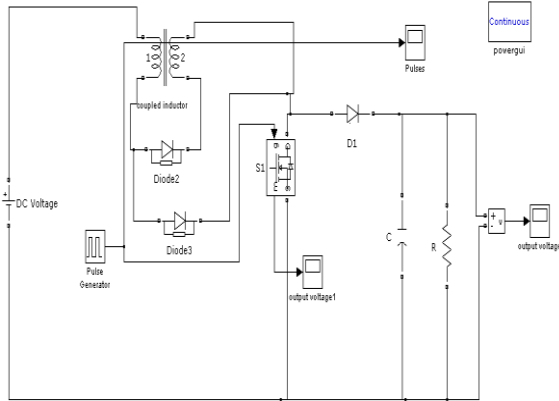 Continuous
powergui
Pulses
1
2
coupled inductor
D1
S1
E
Diode2
+
DC Voltage
Diode3
Pulse
Generator
output voltage1
C
R
+
-
v
output voltage